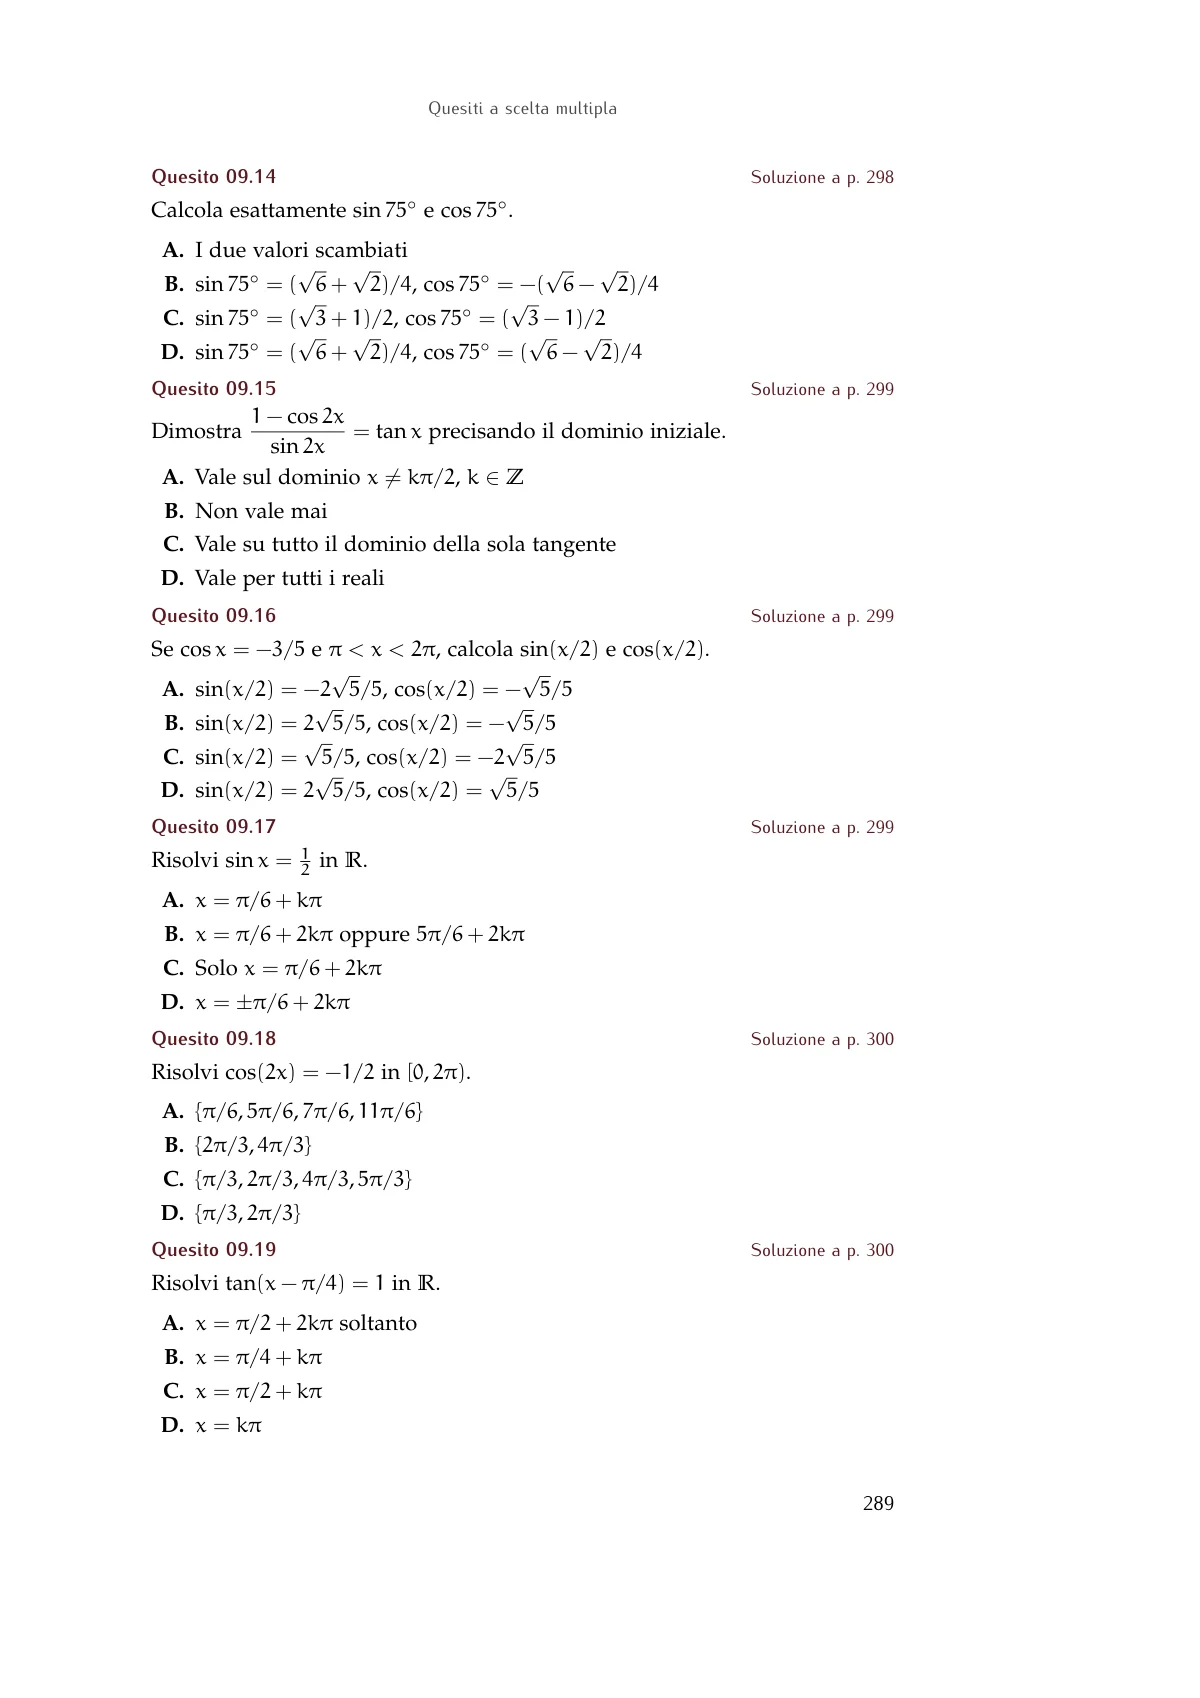 Quesiti a scelta multipla
Quesito 09.14 Soluzione a p. 298
Calcola esattamente sin 75° e cos 75°.
A. I due valori scambiati
B. sin 75° = (√6 + √2)/4, cos 75° = −(√6 − √2)/4
C. sin 75° = (√3 + 1)/2, cos 75° = (√3 − 1)/2
D. sin 75° = (√6 + √2)/4, cos 75° = (√6 − √2)/4
Quesito 09.15 Soluzione a p. 299
Dimostra (1 − cos 2x)/(sin 2x) = tan x precisando il dominio iniziale.
A. Vale sul dominio x ≠ kπ/2, k ∈ ℤ
B. Non vale mai
C. Vale su tutto il dominio della sola tangente
D. Vale per tutti i reali
Quesito 09.16 Soluzione a p. 299
Se cos x = −3/5 e π < x < 2π, calcola sin(x/2) e cos(x/2).
A. sin(x/2) = −2√5/5, cos(x/2) = −√5/5
B. sin(x/2) = 2√5/5, cos(x/2) = −√5/5
C. sin(x/2) = √5/5, cos(x/2) = −2√5/5
D. sin(x/2) = 2√5/5, cos(x/2) = √5/5
Quesito 09.17 Soluzione a p. 299
Risolvi sin x = 1/2 in ℝ.
A. x = π/6 + kπ
B. x = π/6 + 2kπ oppure 5π/6 + 2kπ
C. Solo x = π/6 + 2kπ
D. x = ±π/6 + 2kπ
Quesito 09.18 Soluzione a p. 300
Risolvi cos(2x) = −1/2 in [0, 2π).
A. {π/6, 5π/6, 7π/6, 11π/6}
B. {2π/3, 4π/3}
C. {π/3, 2π/3, 4π/3, 5π/3}
D. {π/3, 2π/3}
Quesito 09.19 Soluzione a p. 300
Risolvi tan(x − π/4) = 1 in ℝ.
A. x = π/2 + 2kπ soltanto
B. x = π/4 + kπ
C. x = π/2 + kπ
D. x = kπ
289